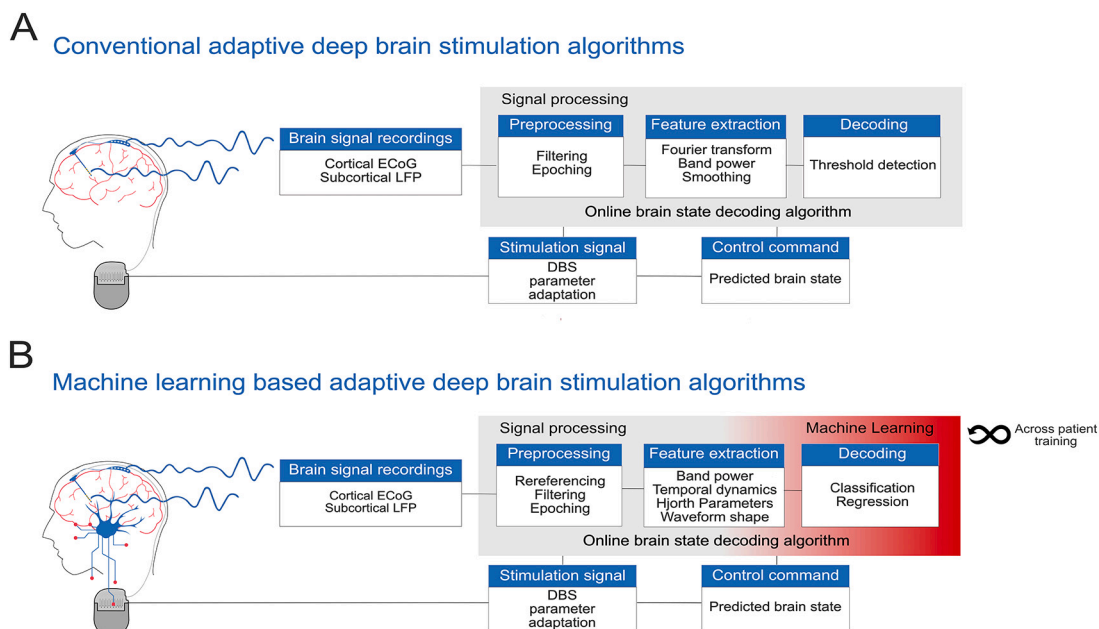 A
Conventional adaptive deep brain stimulation algorithms
Signal processing
Brain signal recordings
Cortical ECoG
Subcortical LFP
Preprocessing
Filtering
Epoching
Feature extraction
Fourier transform
Band power
Smoothing
Decoding
Threshold detection
Online brain state decoding algorithm
Stimulation signal
DBS
parameter
adaptation
Control command
Predicted brain state
B
Machine learning based adaptive deep brain stimulation algorithms
Signal processing
Machine Learning
Across patient
training
Brain signal recordings
Cortical ECoG
Subcortical LFP
Preprocessing
Rereferencing
Filtering
Epoching
Feature extraction
Band power
Temporal dynamics
Hjorth Parameters
Waveform shape
Decoding
Classification
Regression
Online brain state decoding algorithm
Stimulation signal
DBS
parameter
adaptation
Control command
Predicted brain state